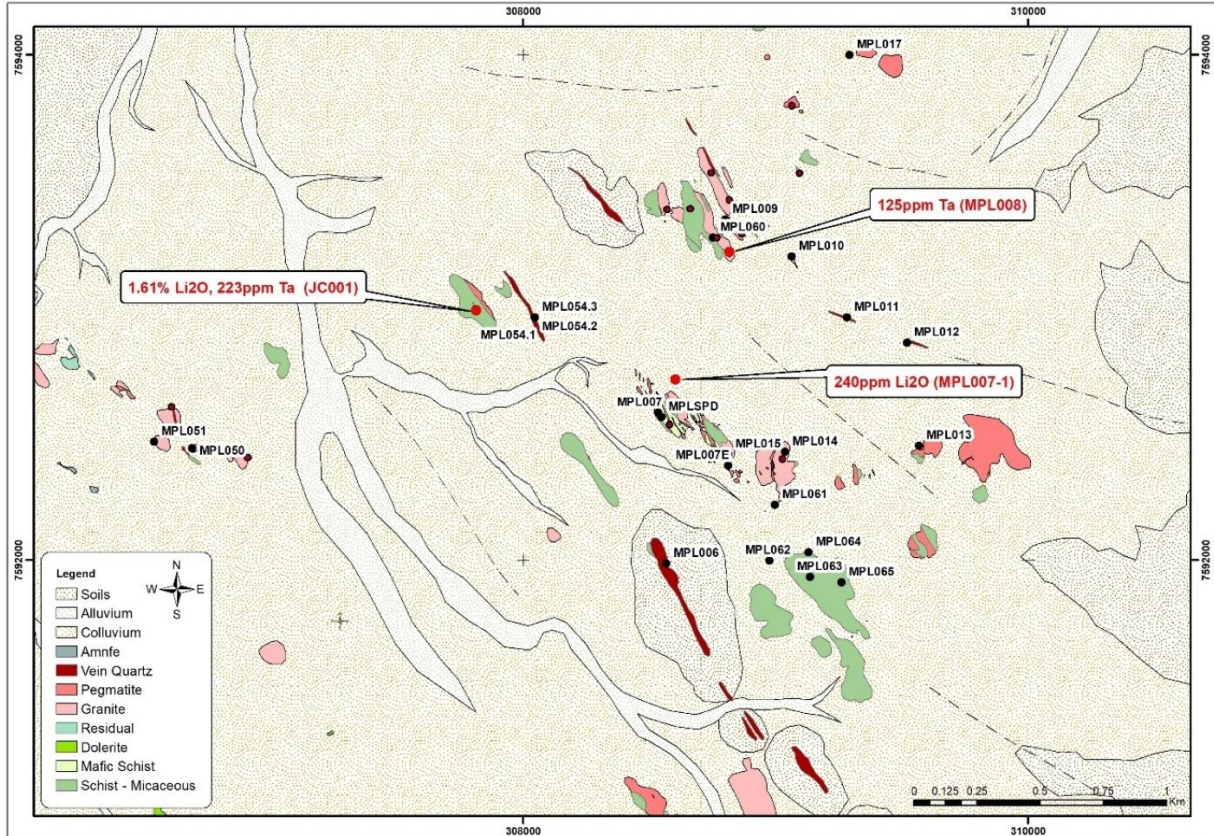 308000
310000
7594000
7594000
MPL017
125ppm Ta (MPL008)
MPL009
MPL060
MPL010
1.61% Li2O, 223ppm Ta (JC001)
MPL054.3
MPL054.2
MPL054.1
MPL011
MPL012
240ppm Li2O (MPL007-1)
MPL007
MPLSPD
MPL051
MPL050
MPL007E
MPL015
MPL014
MPL013
MPL061
7592000
7592000
MPL006
MPL062
MPL064
MPL063
MPL065
Legend
N
W
E
S
Soils
Alluvium
Colluvium
Amnfe
Vein Quartz
Pegmatite
Granite
Residual
Dolerite
Mafic Schist
Schist - Micaceous
0 0.125 0.25 0.5 0.75 1
Km
308000
310000